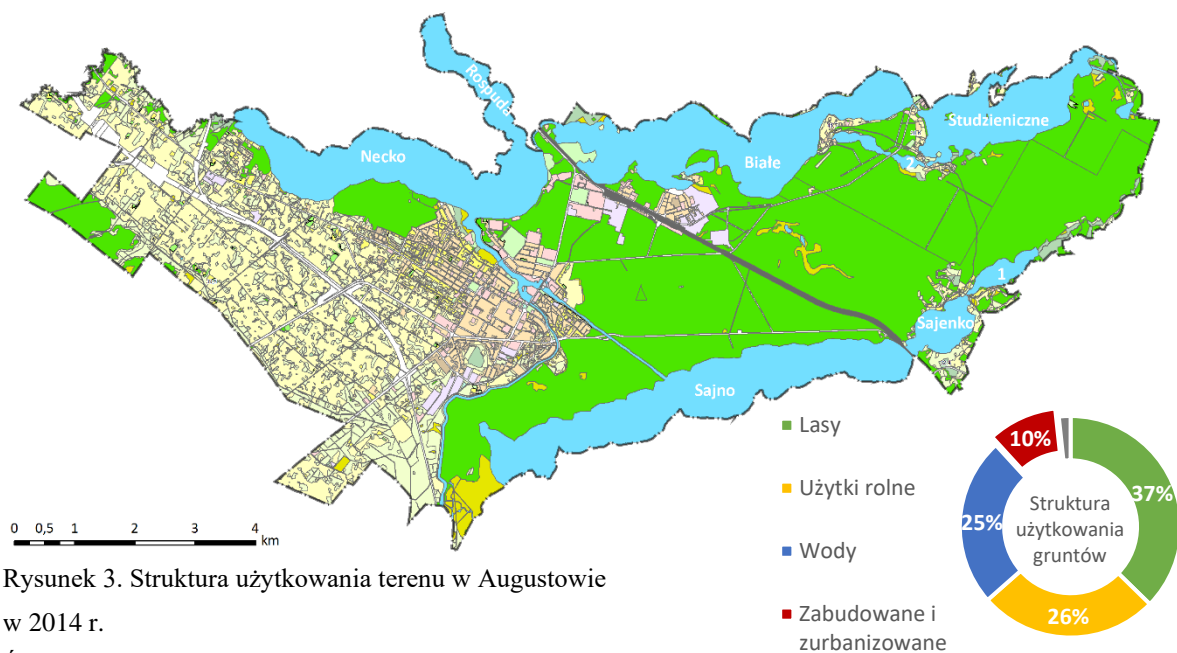 Rospuda
Necko
Białe
Studzieniczne
2
1
Sajenko
Sajno
0 0,5 1 2 3 4
km
Rysunek 3. Struktura użytkowania terenu w Augustowie
w 2014 r.
Lasy
Użytki rolne
Wody
Zabudowane i
zurbanizowane
10%
37%
25%
26%
Struktura
użytkowania
gruntów